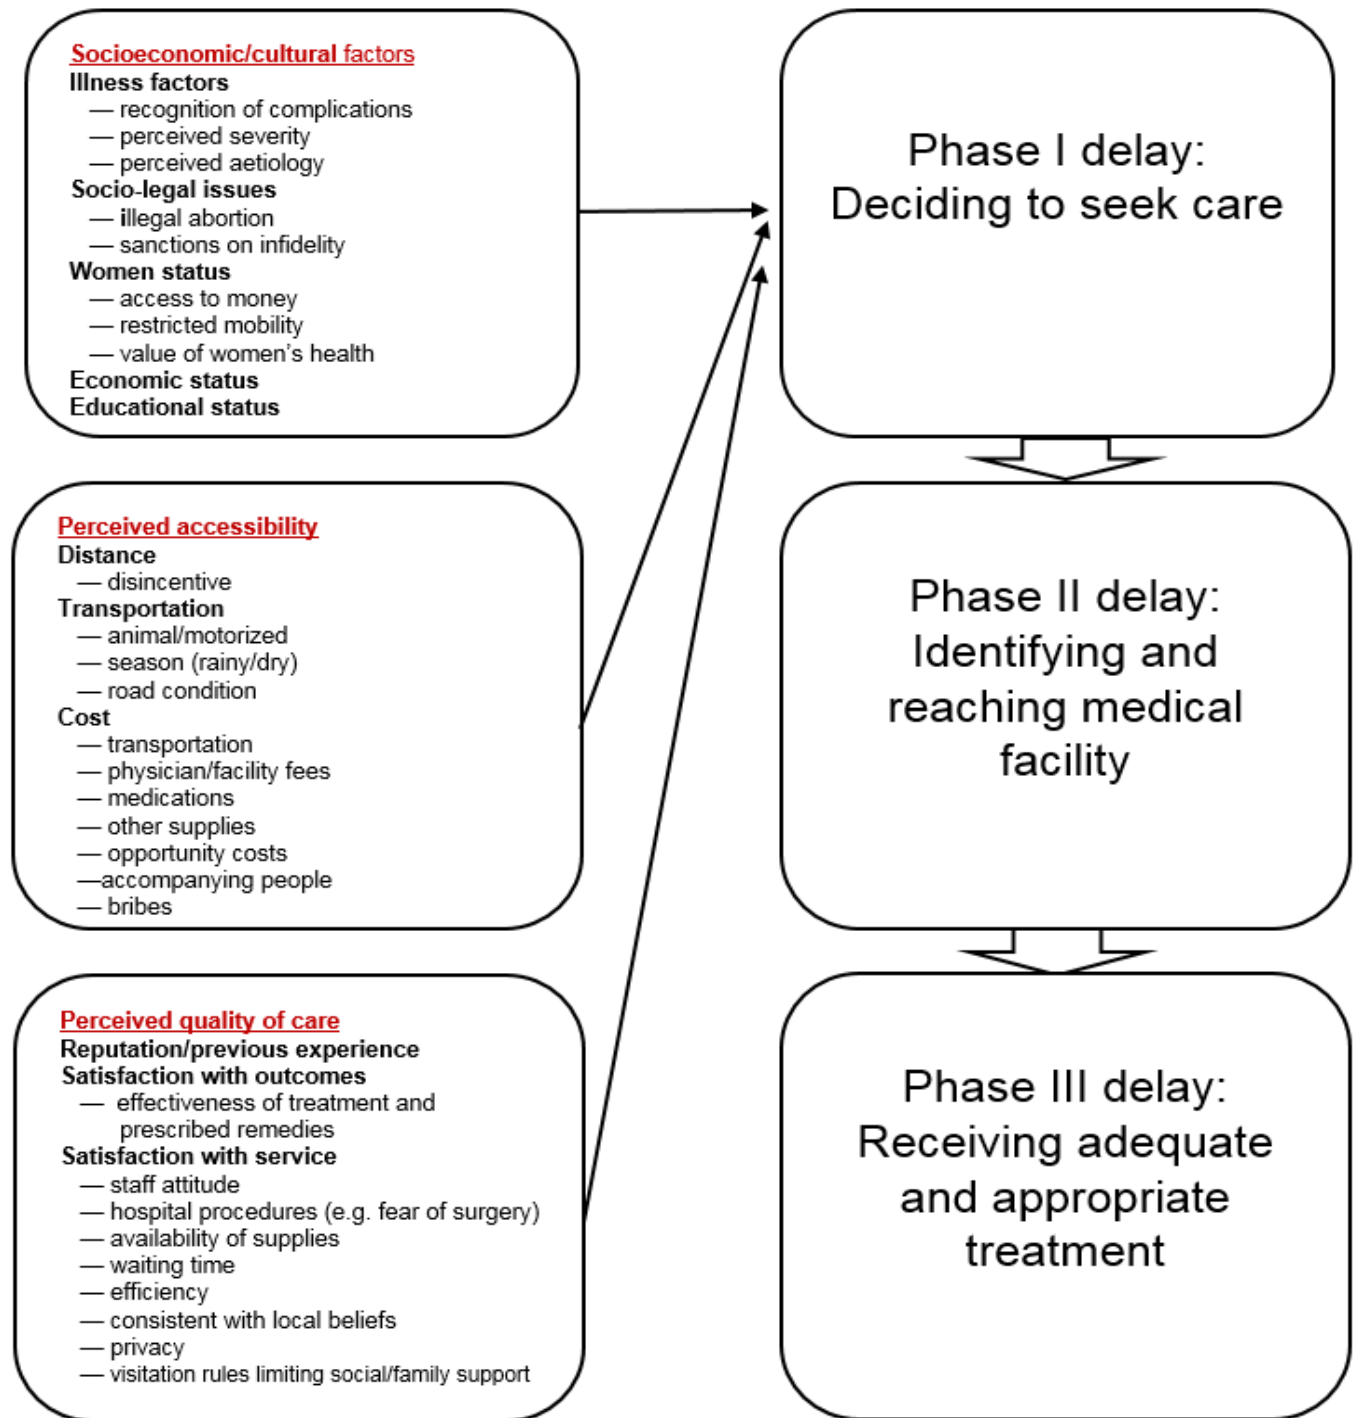 Socioeconomic/cultural factors
Illness factors
— recognition of complications
— perceived severity
— perceived aetiology
Socio-legal issues
— illegal abortion
— sanctions on infidelity
Women status
— access to money
— restricted mobility
— value of women's health
Economic status
Educational status
Perceived accessibility
Distance
— disincentive
Transportation
— animal/motorized
— season (rainy/dry)
— road condition
Cost
— transportation
— physician/facility fees
— medications
— other supplies
— opportunity costs
—accompanying people
— bribes
Perceived quality of care
Reputation/previous experience
Satisfaction with outcomes
— effectiveness of treatment and
prescribed remedies
Satisfaction with service
— staff attitude
— hospital procedures (e.g. fear of surgery)
— availability of supplies
— waiting time
— efficiency
— consistent with local beliefs
— privacy
— visitation rules limiting social/family support
Phase I delay:
Deciding to seek care
Phase II delay:
Identifying and
reaching medical
facility
Phase III delay:
Receiving adequate
and appropriate
treatment